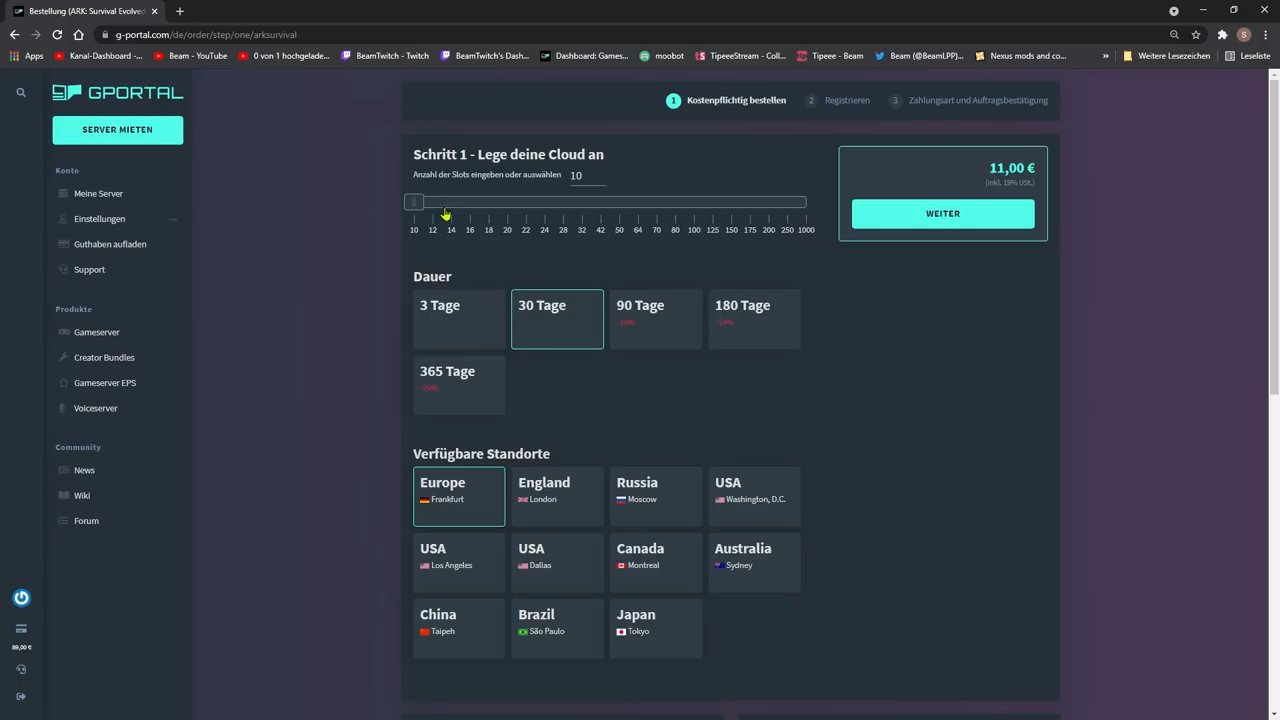 Bestellung (ARK: Survival Evolved
g-portal.com/de/order/step/one/arksurvival
Apps
Kanal-Dashboard -...
Beam - YouTube
0 von 1 hochgelade...
BeamTwitch - Twitch
BeamTwitch's Dash...
Dashboard: Games...
moobot
TipeeeStream - Coll...
Tipeee - Beam
Beam (@BeamLPP)...
Nexus mods and co...
»
Weitere Lesezeichen
Leseliste
GPORTAL
SERVER MIETEN
Konto
Meine Server
Einstellungen
Guthaben aufladen
Support
Produkte
Gameserver
Creator Bundles
Gameserver EPS
Voiceserver
Community
News
Wiki
Forum
89,00 €
1 Kostenpflichtig bestellen
2 Registrieren
3 Zahlungsart und Auftragsbestätigung
Schritt 1 - Lege deine Cloud an
Anzahl der Slots eingeben oder auswählen 10
10 12 14 16 18 20 22 24 28 32 42 50 64 70 80 100 125 150 175 200 250 1000
11,00 €
(inkl. 19% USt.)
WEITER
Dauer
3 Tage
30 Tage
90 Tage
-10%
180 Tage
-15%
365 Tage
-20%
Verfügbare Standorte
Europe
Frankfurt
England
London
Russia
Moscow
USA
Washington, D.C.
USA
Los Angeles
USA
Dallas
Canada
Montreal
Australia
Sydney
China
Taipeh
Brazil
São Paulo
Japan
Tokyo